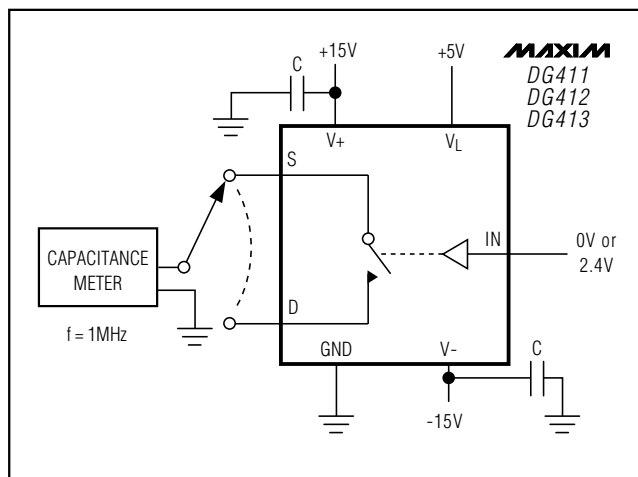 MAXIM
+15V
+5V
DG411
DG412
DG413
C
V+
VL
S
IN
0V or
2.4V
CAPACITANCE
METER
f = 1MHz
D
GND
V-
C
-15V